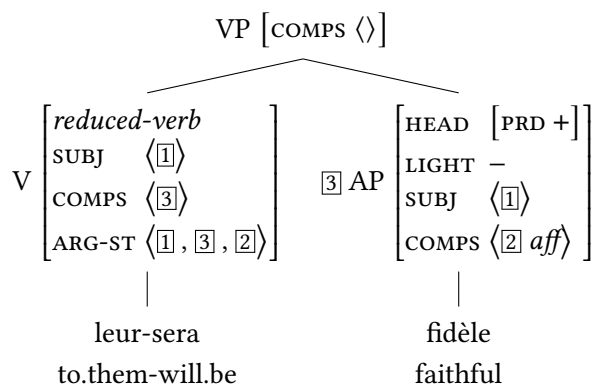 VP [COMPS ⟨⟩]
V [reduced-verb
SUBJ ⟨1⟩
COMPS ⟨3⟩
ARG-ST ⟨1, 3, 2⟩]
3 AP [HEAD [PRD +]
LIGHT –
SUBJ ⟨1⟩
COMPS ⟨2 aff⟩]
leur-sera
to.them-will.be
fidèle
faithful